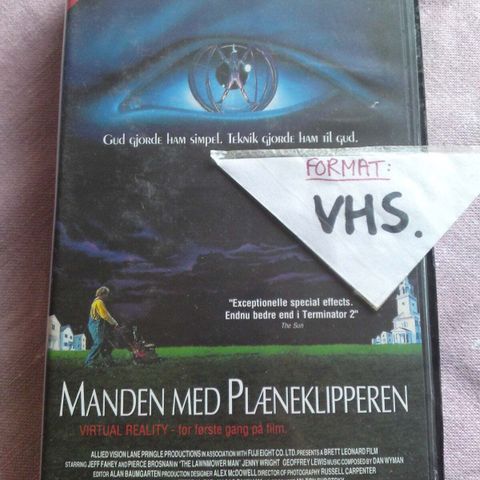 GUD GJORDE HAM SIMPEL. TEKNIK GJORDE HAM TIL GUD.
FORMAT:
VHS.
"Exceptionelle special effects.
Endnu bedre end i Terminator 2"
The Sun
MANDEN MED PLÆNEKLIPPEREN
VIRTUAL REALITY - for første gang på film.
ALLIED VISION LANE PRINGLE PRODUCTIONS IN ASSOCIATION WITH FUJI EIGHT CO. LTD. PRESENTS A BRETT LEONARD FILM
STARRING JEFF FAHEY AND PIERCE BROSNAN IN "THE LAWNMOWER MAN" JENNY WRIGHT GEOFFREY LEWIS MUSIC COMPOSED BY DAN WYMAN
EDITOR ALAN BAUMGARTEN PRODUCTION DESIGNER ALEX McDOWELL DIRECTOR OF PHOTOGRAPHY RUSSELL CARPENTER